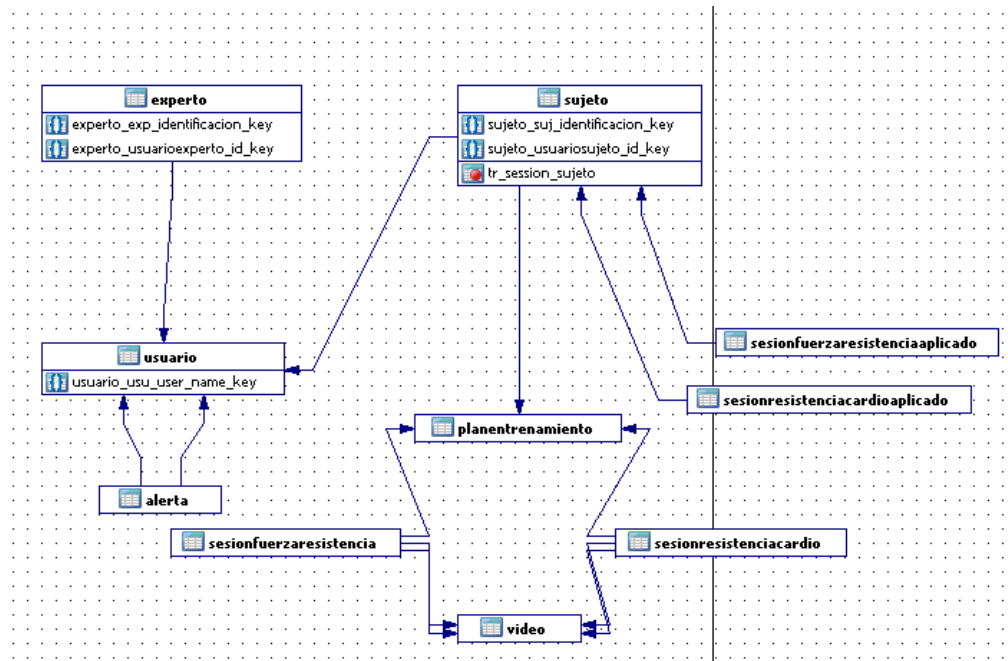 experto
experto_exp_identificacion_key
experto_usuarioexperto_id_key
sujeto
sujeto_suj_identificacion_key
sujeto_usuariosujeto_id_key
tr_session_sujeto
usuario
usuario_usu_user_name_key
sesionfuerzaresistenciaaplicado
sesionresistenciacardioaplicado
planentrenamiento
alerta
sesionfuerzaresistencia
sesionresistenciacardio
video